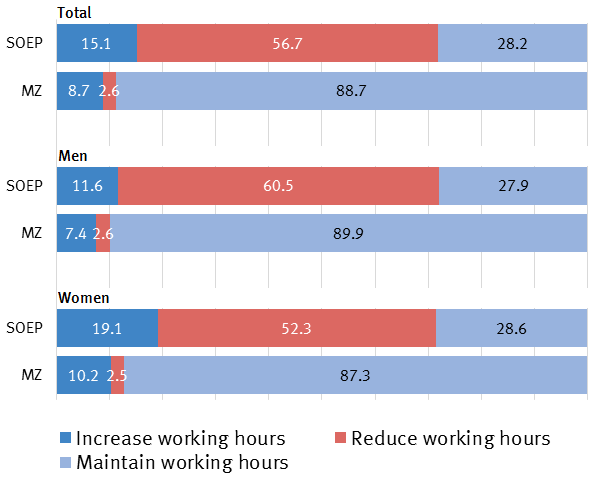 Total
SOEP 15.1 56.7 28.2
MZ 8.7 2.6 88.7
Men
SOEP 11.6 60.5 27.9
MZ 7.4 2.6 89.9
Women
SOEP 19.1 52.3 28.6
MZ 10.2 2.5 87.3
Increase working hours Reduce working hours
Maintain working hours